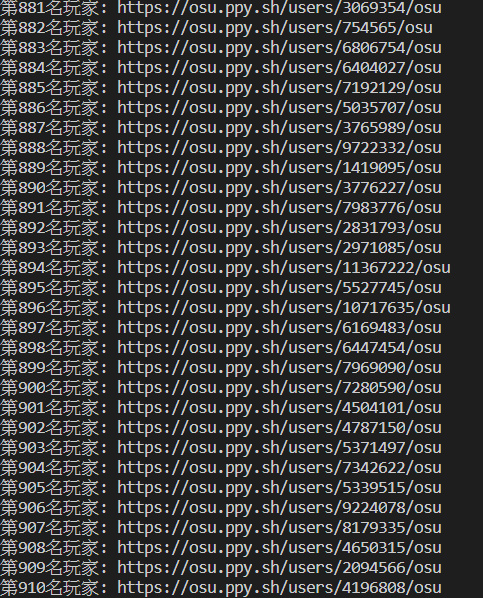 第881名玩家: https://osu.ppy.sh/users/3069354/osu
第882名玩家: https://osu.ppy.sh/users/754565/osu
第883名玩家: https://osu.ppy.sh/users/6806754/osu
第884名玩家: https://osu.ppy.sh/users/6404027/osu
第885名玩家: https://osu.ppy.sh/users/7192129/osu
第886名玩家: https://osu.ppy.sh/users/5035707/osu
第887名玩家: https://osu.ppy.sh/users/3765989/osu
第888名玩家: https://osu.ppy.sh/users/9722332/osu
第889名玩家: https://osu.ppy.sh/users/1419095/osu
第890名玩家: https://osu.ppy.sh/users/3776227/osu
第891名玩家: https://osu.ppy.sh/users/7983776/osu
第892名玩家: https://osu.ppy.sh/users/2831793/osu
第893名玩家: https://osu.ppy.sh/users/2971085/osu
第894名玩家: https://osu.ppy.sh/users/11367222/osu
第895名玩家: https://osu.ppy.sh/users/5527745/osu
第896名玩家: https://osu.ppy.sh/users/10717635/osu
第897名玩家: https://osu.ppy.sh/users/6169483/osu
第898名玩家: https://osu.ppy.sh/users/6447454/osu
第899名玩家: https://osu.ppy.sh/users/7969090/osu
第900名玩家: https://osu.ppy.sh/users/7280590/osu
第901名玩家: https://osu.ppy.sh/users/4504101/osu
第902名玩家: https://osu.ppy.sh/users/4787150/osu
第903名玩家: https://osu.ppy.sh/users/5371497/osu
第904名玩家: https://osu.ppy.sh/users/7342622/osu
第905名玩家: https://osu.ppy.sh/users/5339515/osu
第906名玩家: https://osu.ppy.sh/users/9224078/osu
第907名玩家: https://osu.ppy.sh/users/8179335/osu
第908名玩家: https://osu.ppy.sh/users/4650315/osu
第909名玩家: https://osu.ppy.sh/users/2094566/osu
第910名玩家: https://osu.ppy.sh/users/4196808/osu